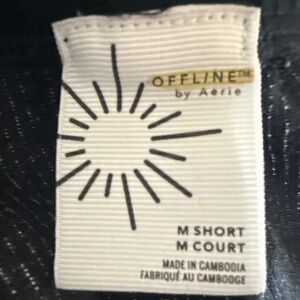 OFFL/NE™
by Aerie
M SHORT
M COURT
MADE IN CAMBODIA
FABRIQUÉ AU CAMBODGE